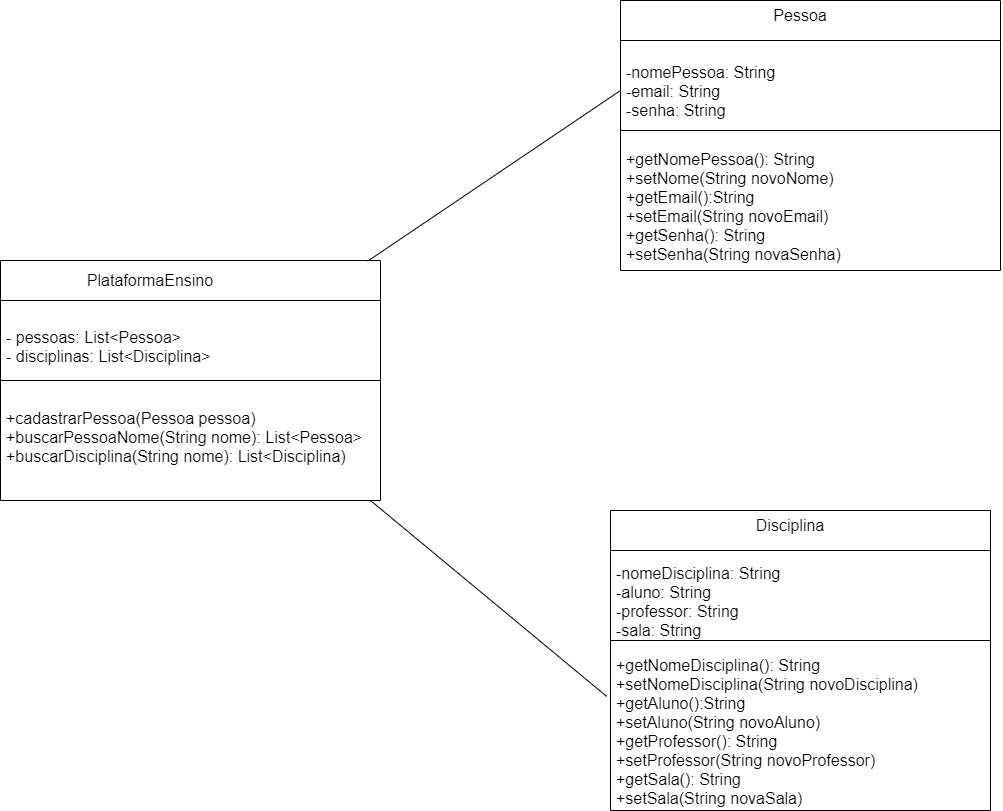 Pessoa
-nomePessoa: String
-email: String
-senha: String
+getNomePessoa(): String
+setNome(String novoNome)
+getEmail():String
+setEmail(String novoEmail)
+getSenha(): String
+setSenha(String novaSenha)
PlataformaEnsino
- pessoas: List<Pessoa>
- disciplinas: List<Disciplina>
+cadastrarPessoa(Pessoa pessoa)
+buscarPessoaNome(String nome): List<Pessoa>
+buscarDisciplina(String nome): List<Disciplina)
Disciplina
-nomeDisciplina: String
-aluno: String
-professor: String
-sala: String
+getNomeDisciplina(): String
+setNomeDisciplina(String novoDisciplina)
+getAluno():String
+setAluno(String novoAluno)
+getProfessor(): String
+setProfessor(String novoProfessor)
+getSala(): String
+setSala(String novaSala)